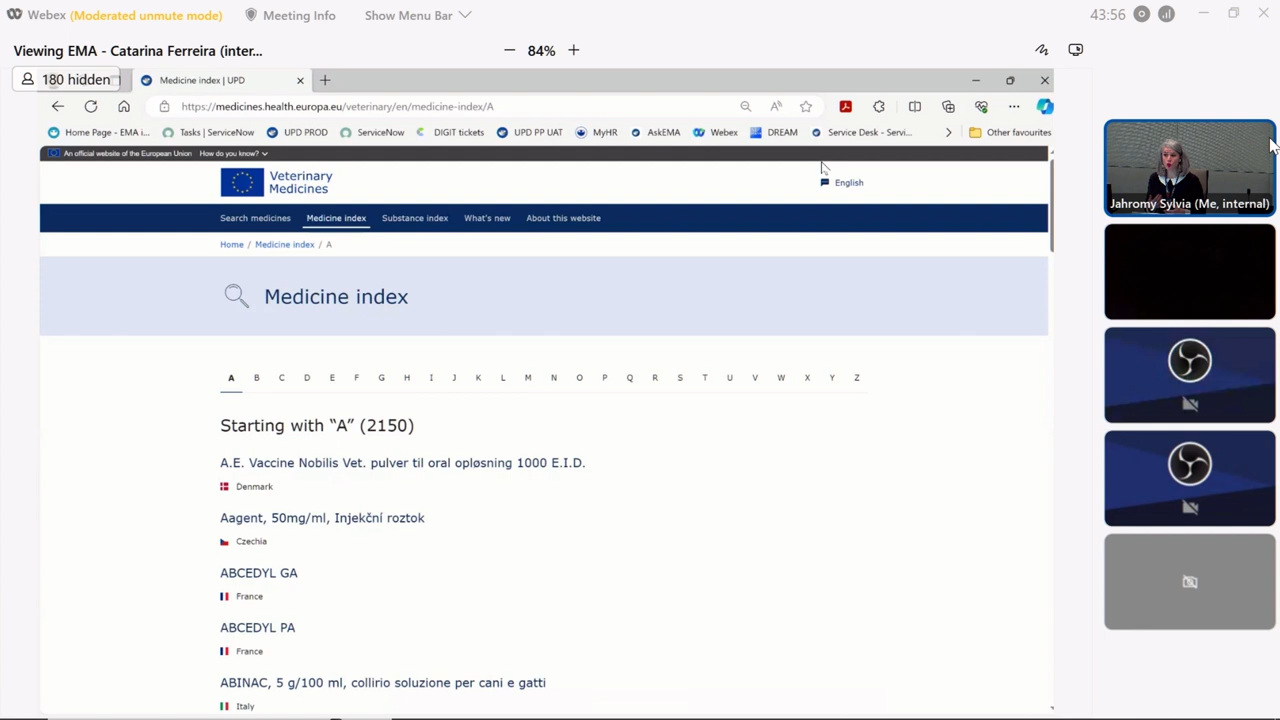 Webex (Moderated unmute mode) Meeting Info Show Menu Bar 43:56
Viewing EMA - Catarina Ferreira (inter... 84%
180 hidden Medicine index | UPD
https://medicines.health.europa.eu/veterinary/en/medicine-index/A
Home Page - EMA i... Tasks | ServiceNow UPD PROD ServiceNow DIGIT tickets UPD PP UAT MyHR AskEMA Webex DREAM Service Desk - Servi... Other favourites
An official website of the European Union How do you know?
Veterinary
Medicines
English
Jahromy Sylvia (Me, internal)
Search medicines Medicine index Substance index What's new About this website
Home / Medicine index / A
Medicine index
A B C D E F G H I J K L M N O P Q R S T U V W X Y Z
Starting with “A” (2150)
A.E. Vaccine Nobilis Vet. pulver til oral opløsning 1000 E.I.D.
Denmark
Aagent, 50mg/ml, Injekční roztok
Czechia
ABCEDYL GA
France
ABCEDYL PA
France
ABINAC, 5 g/100 ml, collirio soluzione per cani e gatti
Italy